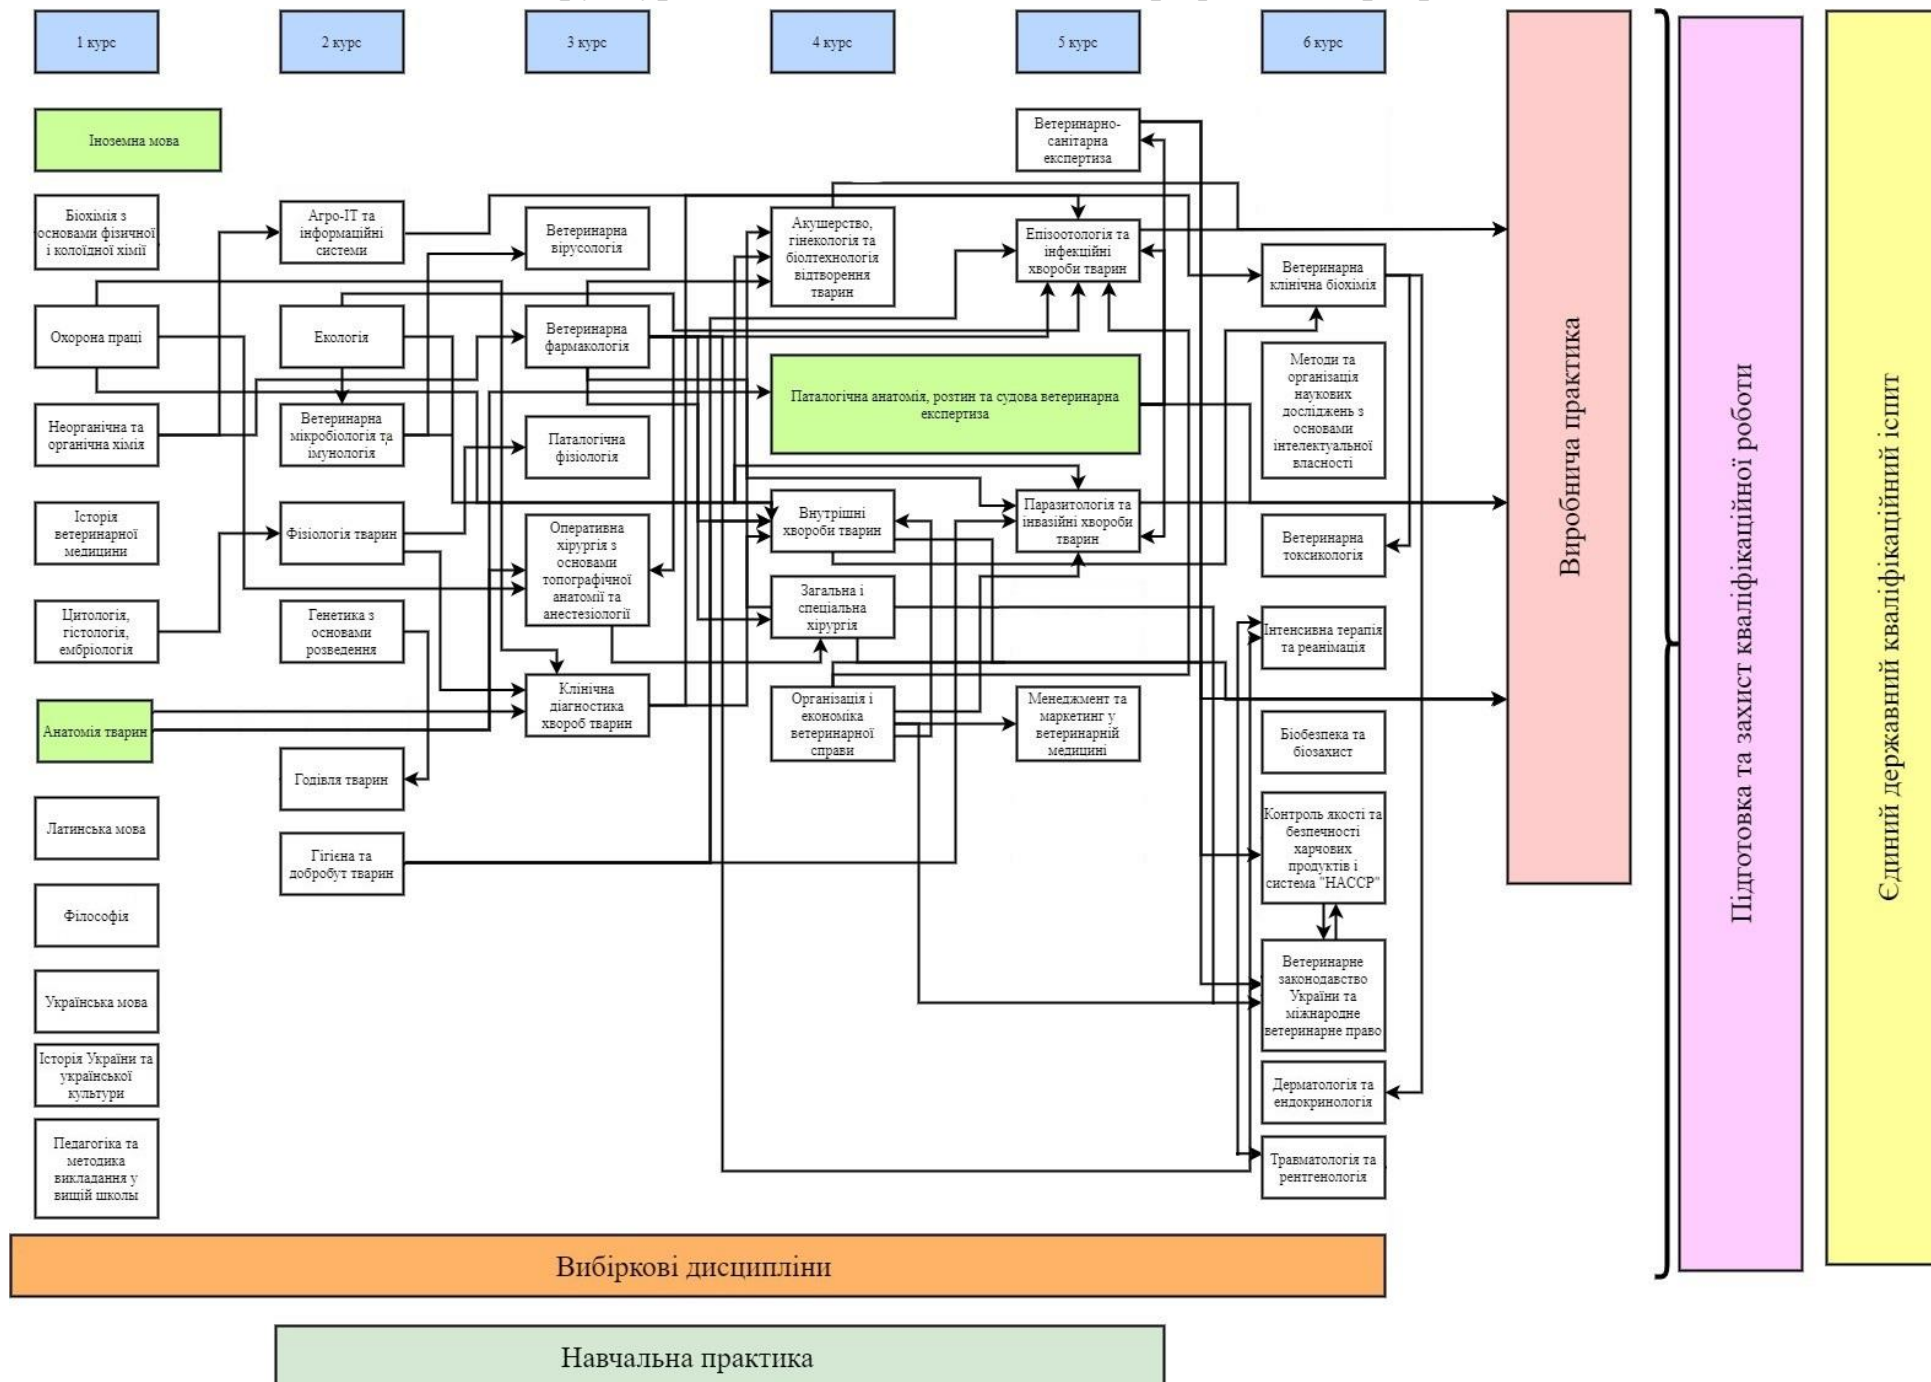 1 курс
2 курс
3 курс
4 курс
5 курс
6 курс
Іноземна мова
Біохімія з
основами фізичної
і колоїдної хімії
Охорона праці
Неорганічна та
органічна хімія
Історія
ветеринарної
медицини
Цитологія,
гістологія,
ембріологія
Анатомія тварин
Латинська мова
Філософія
Українська мова
Історія України та
української
культури
Педагогіка та
методика
викладання у
вищій школы
Агро-ІТ та
інформаційні
системи
Екологія
Ветеринарна
мікробіологія та
імунологія
Фізіологія тварин
Генетика з
основами
розведення
Годівля тварин
Гігієна та
добробут тварин
Ветеринарна
вірусологія
Ветеринарна
фармакологія
Паталогічна
фізіологія
Оперативна
хірургія з
основами
топографічної
анатомії та
анестезіології
Клінічна
діагностика
хвороб тварин
Акушерство,
гінекологія та
біолтехнологія
відтворення
тварин
Паталогічна анатомія, розтин та судова ветеринарна
експертиза
Внутрішні
хвороби тварин
Загальна і
спеціальна
хірургія
Організація і
економіка
ветеринарної
справи
Ветеринарно-
санітарна
експертиза
Епізоотологія та
інфекційні
хвороби тварин
Паразитологія та
інвазійні хвороби
тварин
Менеджмент та
маркетинг у
ветеринарній
медицині
Ветеринарна
клінічна біохімія
Методи та
організація
наукових
досліджень з
основами
інтелектуальної
власності
Ветеринарна
токсикологія
Інтенсивна терапія
та реанімація
Біобезпека та
біозахист
Контроль якості та
безпечності
харчових
продуктів і
система "НАССР"
Ветеринарне
законодавство
України та
міжнародне
ветеринарне право
Дерматологія та
ендокринологія
Травматологія та
рентгенологія
Виробнича практика
Підготовка та захист кваліфікаційної роботи
Єдиний державний кваліфікаційний іспит
Вибіркові дисципліни
Навчальна практика